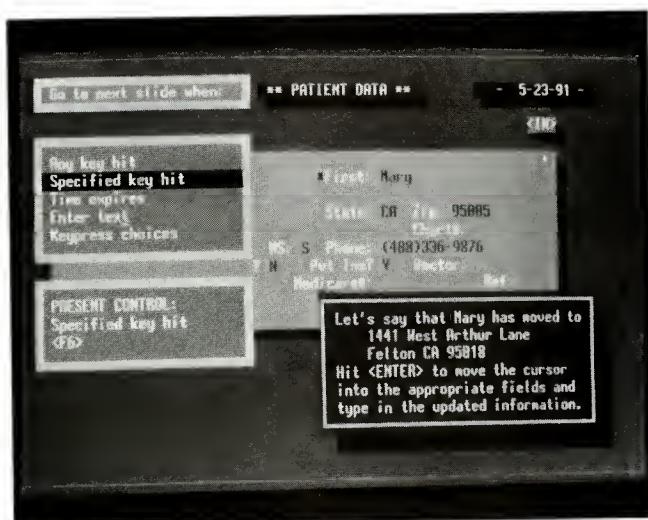 Go to next slide when:
** PATIENT DATA **
- 5-23-91 -
<IN>
Any key hit
Specified key hit
Time expires
Enter text
Keypress choices
*First: Mary
State: CA Zip: 95005
MS: S Phone: (408)336-9876
N Pvt Ins? Y Doctor:
Medicare#: Ref
PRESENT CONTROL:
Specified key hit
<F6>
Let's say that Mary has moved to
1441 West Arthur Lane
Felton CA 95018
Hit <ENTER> to move the cursor
into the appropriate fields and
type in the updated information.